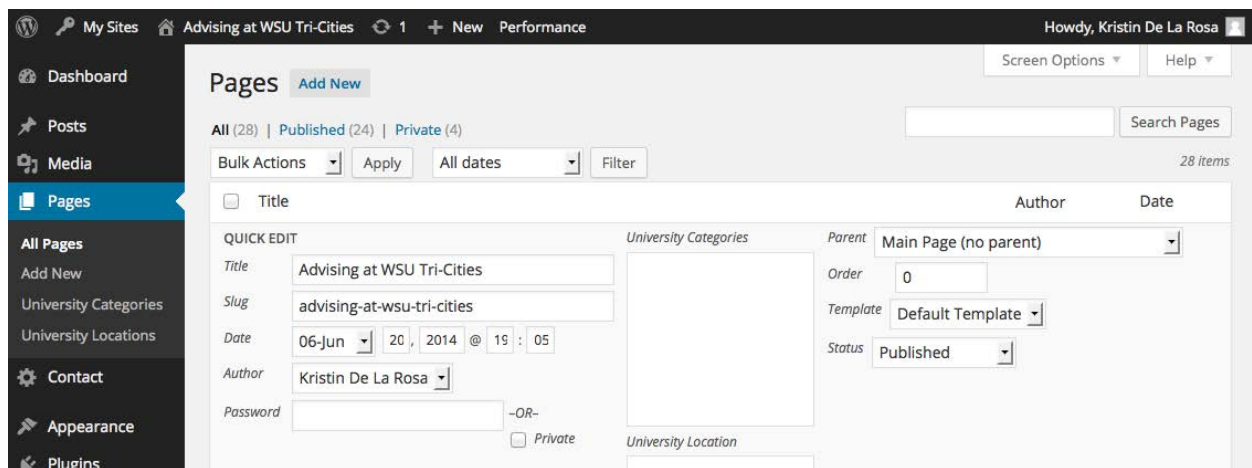 My Sites Advising at WSU Tri-Cities 1 New Performance Howdy, Kristin De La Rosa
Screen Options Help
Dashboard
Posts
Media
Pages
All Pages
Add New
University Categories
University Locations
Contact
Appearance
Plugins
Pages Add New
All (28) | Published (24) | Private (4)
Search Pages
Bulk Actions Apply All dates Filter 28 items
Title Author Date
QUICK EDIT
Title Advising at WSU Tri-Cities
Slug advising-at-wsu-tri-cities
Date 06-Jun 20, 2014 @ 19 : 05
Author Kristin De La Rosa
Password –OR–
Private
University Categories
University Location
Parent Main Page (no parent)
Order 0
Template Default Template
Status Published